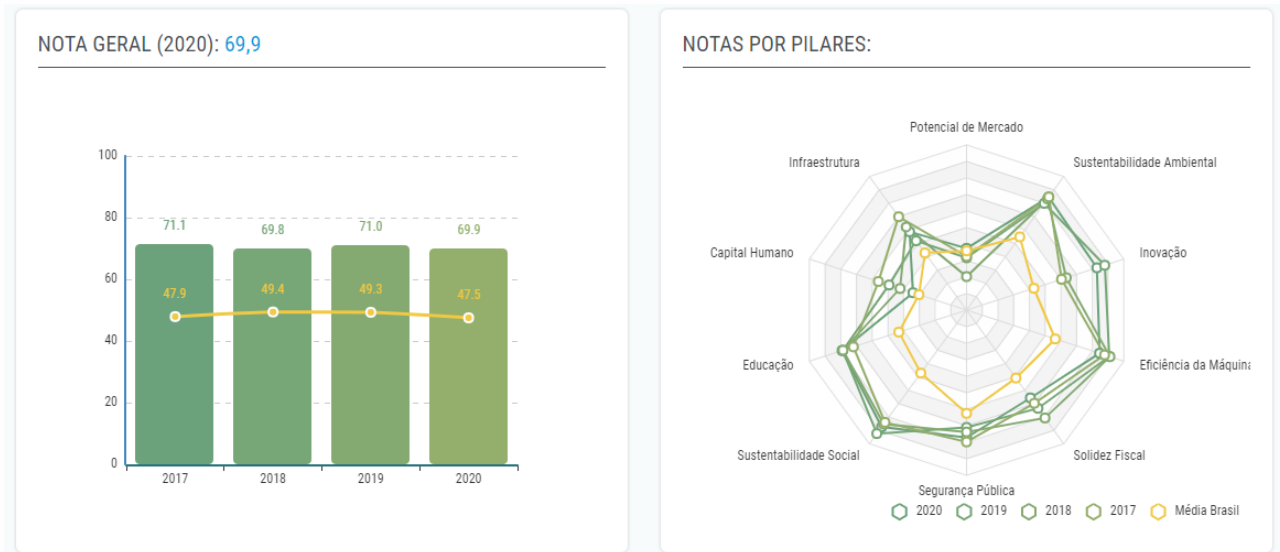 NOTA GERAL (2020): 69,9
100
80
60
40
20
0
71.1
69.8
71.0
69.9
47.9
49.4
49.3
47.5
2017
2018
2019
2020
NOTAS POR PILARES:
Potencial de Mercado
Infraestrutura
Sustentabilidade Ambiental
Capital Humano
Inovação
Educação
Eficiência da Máquina
Sustentabilidade Social
Solidez Fiscal
Segurança Pública
2020 2019 2018 2017 Média Brasil